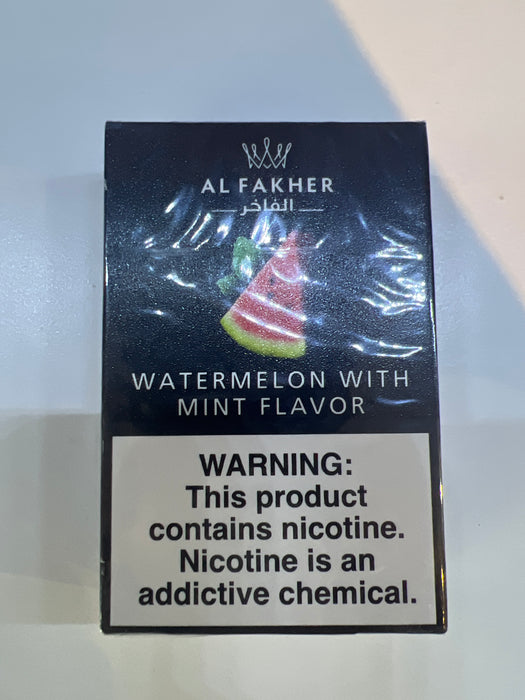 AL FAKHER
الفاخر
WATERMELON WITH
MINT FLAVOR
WARNING:
This product
contains nicotine.
Nicotine is an
addictive chemical.